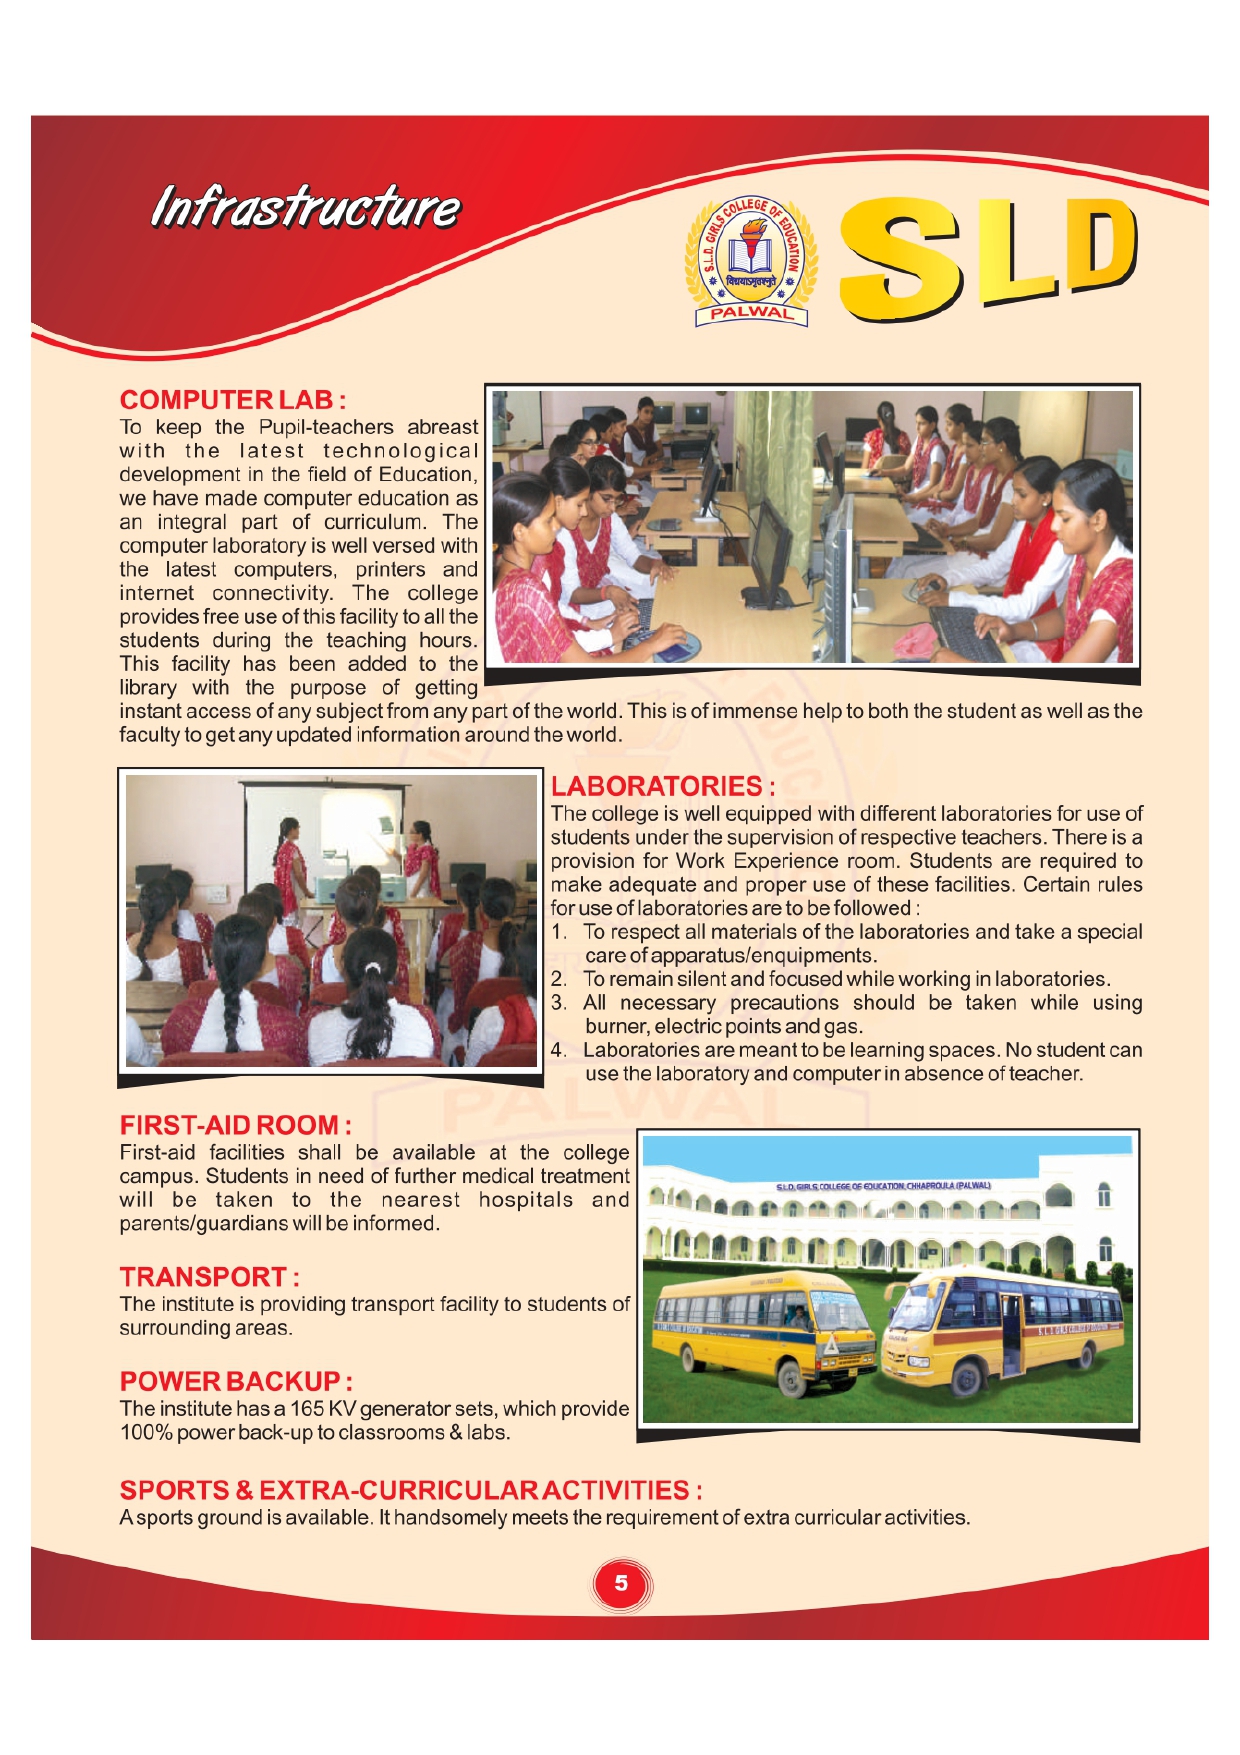 Infrastructure
S.L.D. GIRLS COLLEGE OF EDUCATION
विद्ययाऽमृतमश्नुते
PALWAL
SLD
COMPUTER LAB :
To keep the Pupil-teachers abreast
with the latest technological
development in the field of Education,
we have made computer education as
an integral part of curriculum. The
computer laboratory is well versed with
the latest computers, printers and
internet connectivity. The college
provides free use of this facility to all the
students during the teaching hours.
This facility has been added to the
library with the purpose of getting
instant access of any subject from any part of the world. This is of immense help to both the student as well as the
faculty to get any updated information around the world.
LABORATORIES :
The college is well equipped with different laboratories for use of
students under the supervision of respective teachers. There is a
provision for Work Experience room. Students are required to
make adequate and proper use of these facilities. Certain rules
for use of laboratories are to be followed :
1. To respect all materials of the laboratories and take a special
care of apparatus/enquipments.
2. To remain silent and focused while working in laboratories.
3. All necessary precautions should be taken while using
burner, electric points and gas.
4. Laboratories are meant to be learning spaces. No student can
use the laboratory and computer in absence of teacher.
PALWAL
FIRST-AID ROOM :
First-aid facilities shall be available at the college
campus. Students in need of further medical treatment
will be taken to the nearest hospitals and
parents/guardians will be informed.
S.L.D. GIRLS COLLEGE OF EDUCATION, CHHAPROULA (PALWAL)
S.L.D. GIRLS COLLEGE OF EDUCATION
TRANSPORT :
The institute is providing transport facility to students of
surrounding areas.
POWER BACKUP :
The institute has a 165 KV generator sets, which provide
100% power back-up to classrooms & labs.
SPORTS & EXTRA-CURRICULAR ACTIVITIES :
A sports ground is available. It handsomely meets the requirement of extra curricular activities.
5